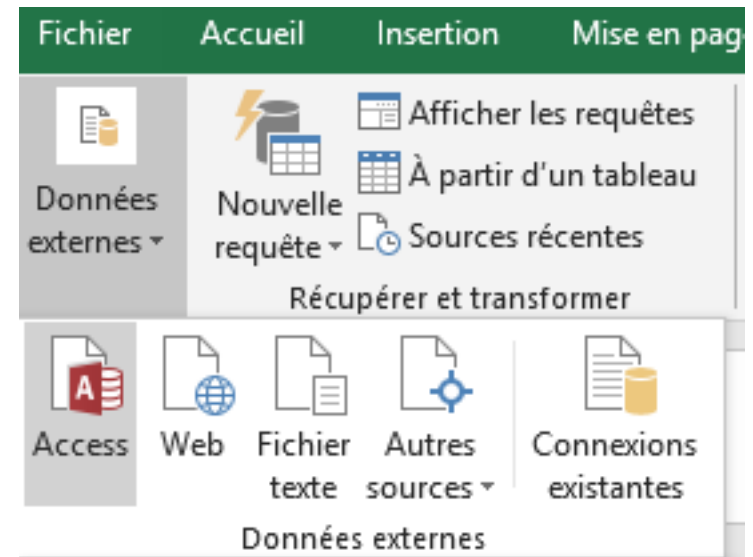 Fichier Accueil Insertion Mise en pag
Données
externes
Nouvelle
requête
Afficher les requêtes
À partir d'un tableau
Sources récentes
Récupérer et transformer
Access
Web
Fichier
texte
Autres
sources
Connexions
existantes
Données externes